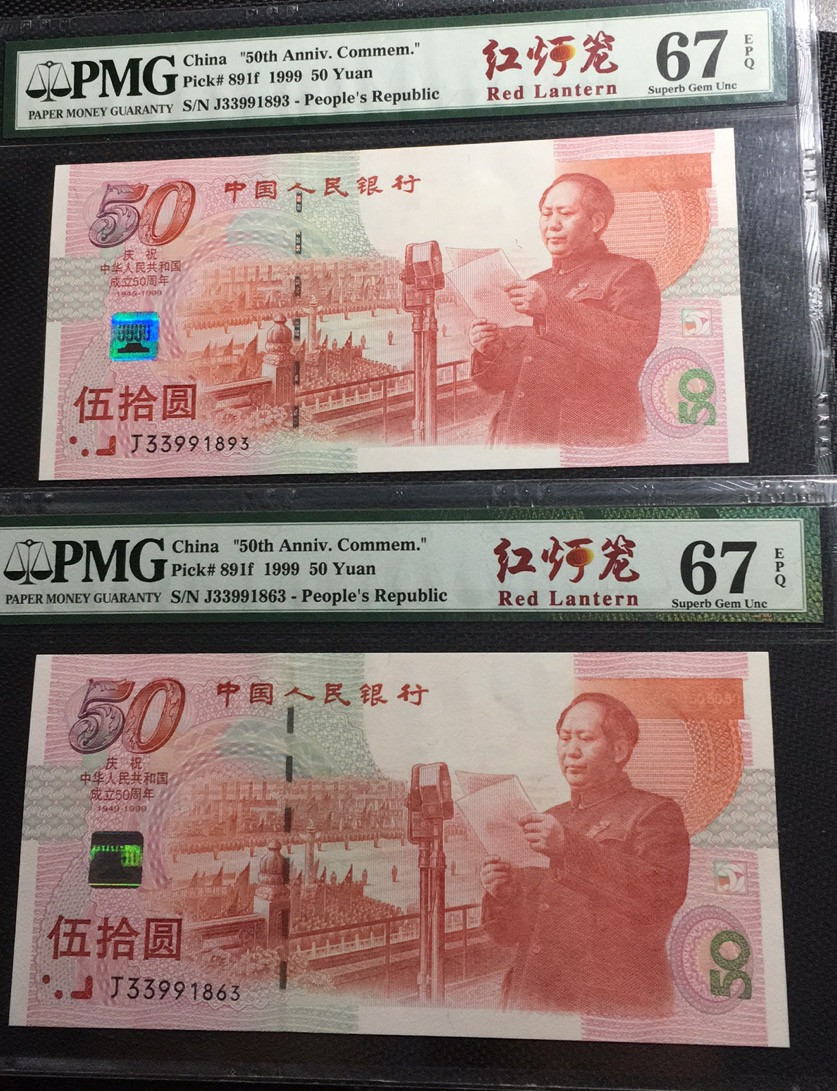 PMG
PAPER MONEY GUARANTY
China "50th Anniv. Commem."
Pick# 891f 1999 50 Yuan
S/N J33991893 - People's Republic
红灯笼
Red Lantern
67
EPQ
Superb Gem Unc
50
中国人民银行
庆祝
中华人民共和国
成立50周年
1949-1999
伍拾圆
J33991893
50
PMG
PAPER MONEY GUARANTY
China "50th Anniv. Commem."
Pick# 891f 1999 50 Yuan
S/N J33991863 - People's Republic
红灯笼
Red Lantern
67
EPQ
Superb Gem Unc
50
中国人民银行
庆祝
中华人民共和国
成立50周年
1949-1999
伍拾圆
J33991863
50